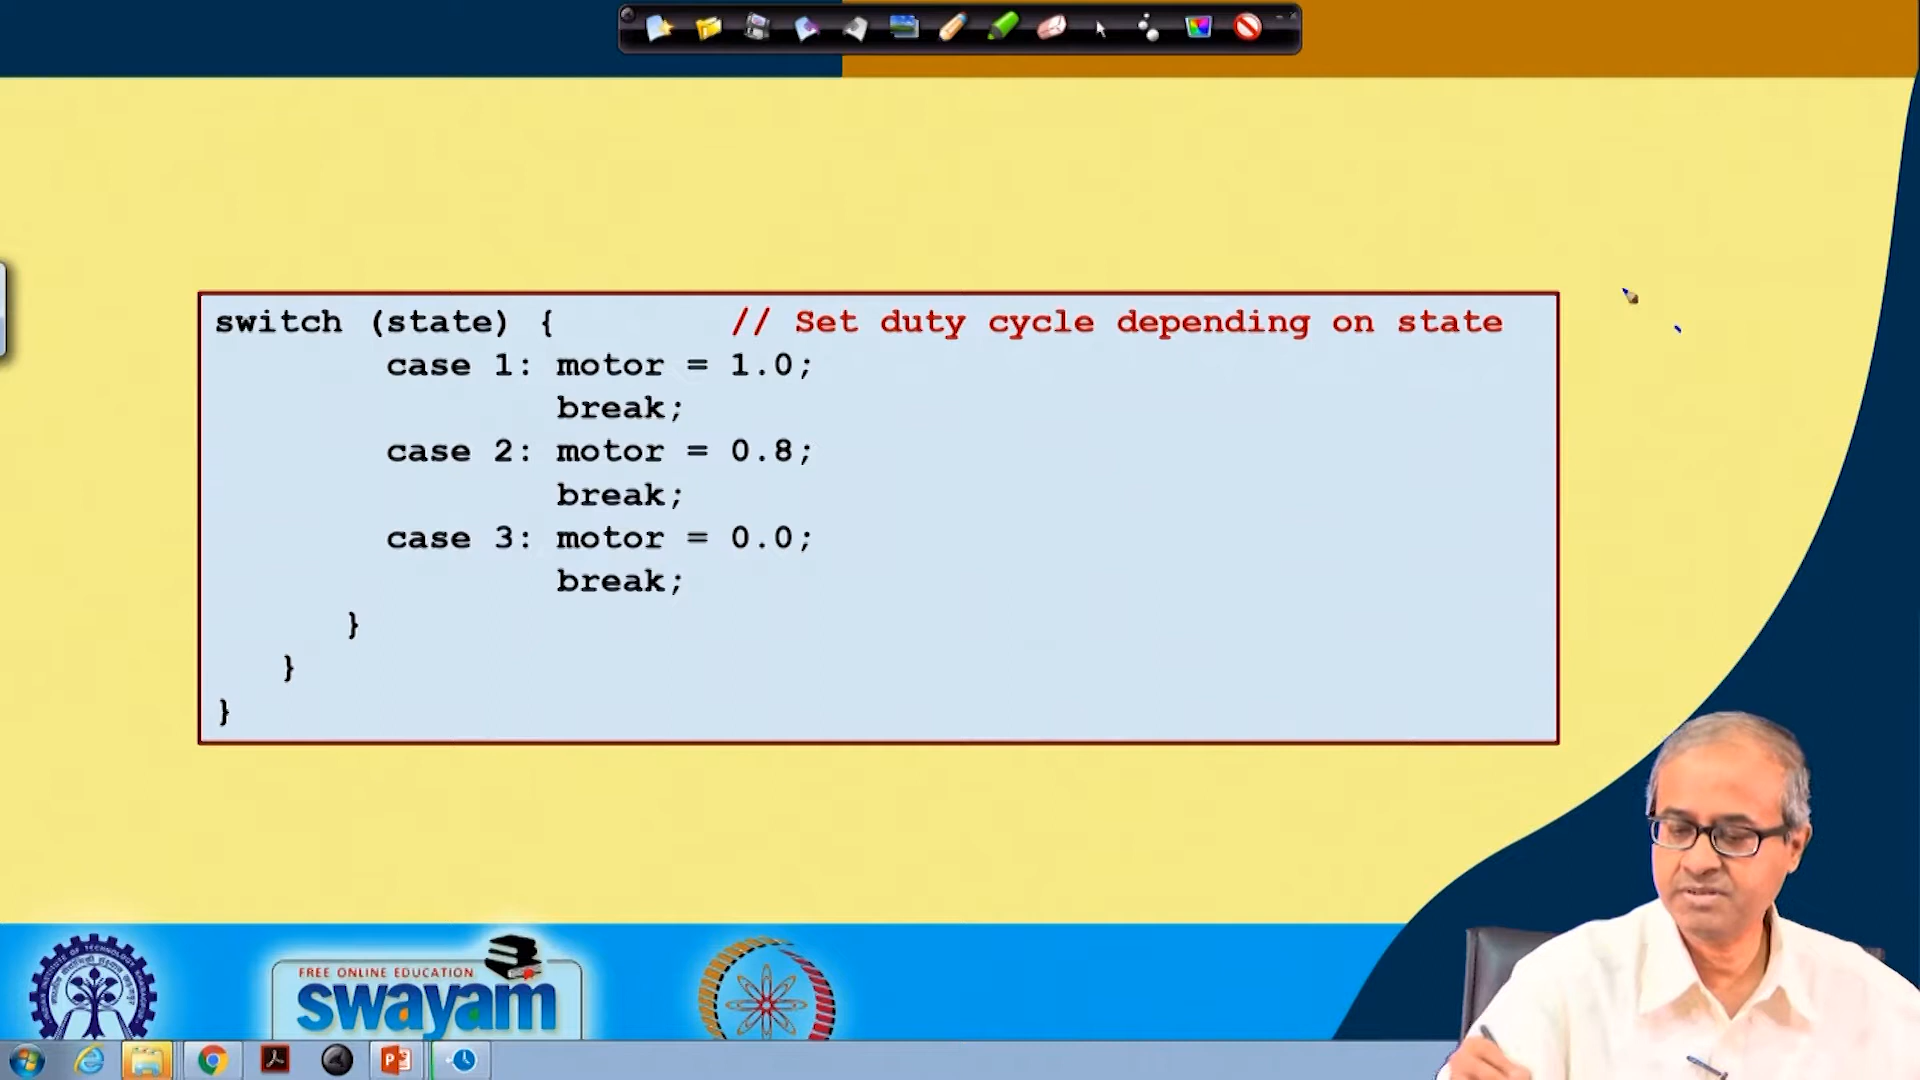 switch (state) { // Set duty cycle depending on state
case 1: motor = 1.0;
break;
case 2: motor = 0.8;
break;
case 3: motor = 0.0;
break;
}
}
}
FREE ONLINE EDUCATION
swayam